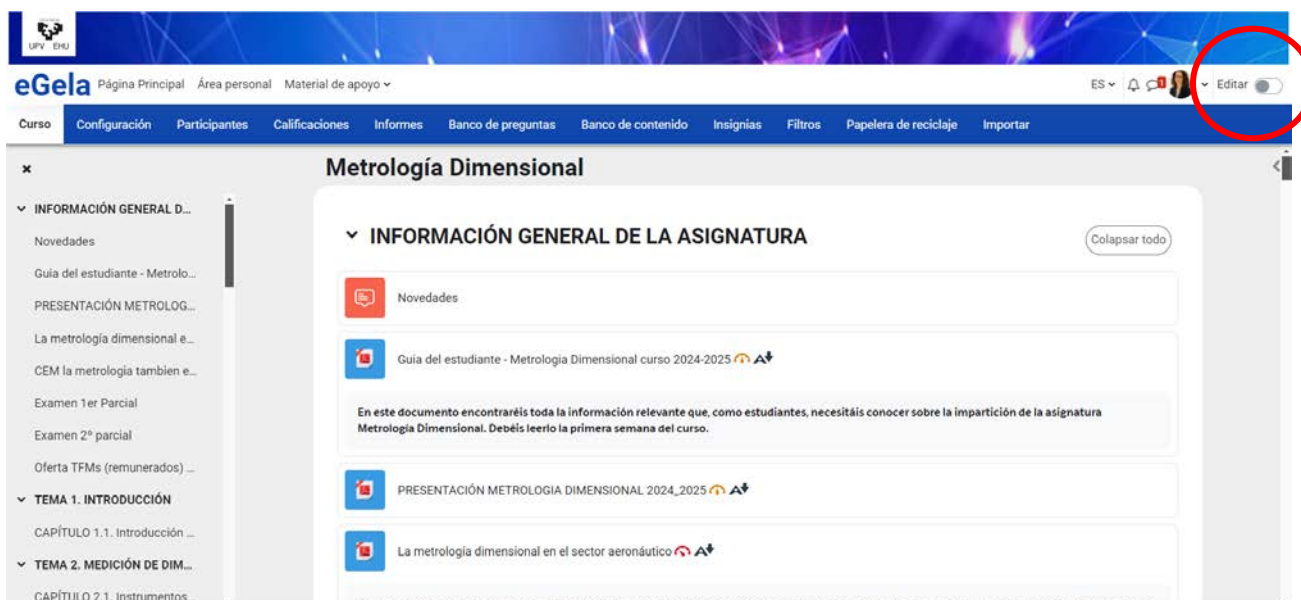 UPV EHU
eGela Página Principal Área personal Material de apoyo ES 1 Editar
Curso Configuración Participantes Calificaciones Informes Banco de preguntas Banco de contenido Insignias Filtros Papelera de reciclaje Importar
Metrología Dimensional
INFORMACIÓN GENERAL D...
Novedades
Guia del estudiante - Metrolo...
PRESENTACIÓN METROLOG...
La metrología dimensional e...
CEM la metrologia tambien e...
Examen 1er Parcial
Examen 2º parcial
Oferta TFMs (remunerados) ...
TEMA 1. INTRODUCCIÓN
CAPÍTULO 1.1. Introducción ...
TEMA 2. MEDICIÓN DE DIM...
CAPÍTULO 2.1. Instrumentos
INFORMACIÓN GENERAL DE LA ASIGNATURA
Colapsar todo
Novedades
Guia del estudiante - Metrologia Dimensional curso 2024-2025
En este documento encontraréis toda la información relevante que, como estudiantes, necesitáis conocer sobre la impartición de la asignatura
Metrología Dimensional. Debéis leerlo la primera semana del curso.
PRESENTACIÓN METROLOGIA DIMENSIONAL 2024_2025
La metrología dimensional en el sector aeronáutico